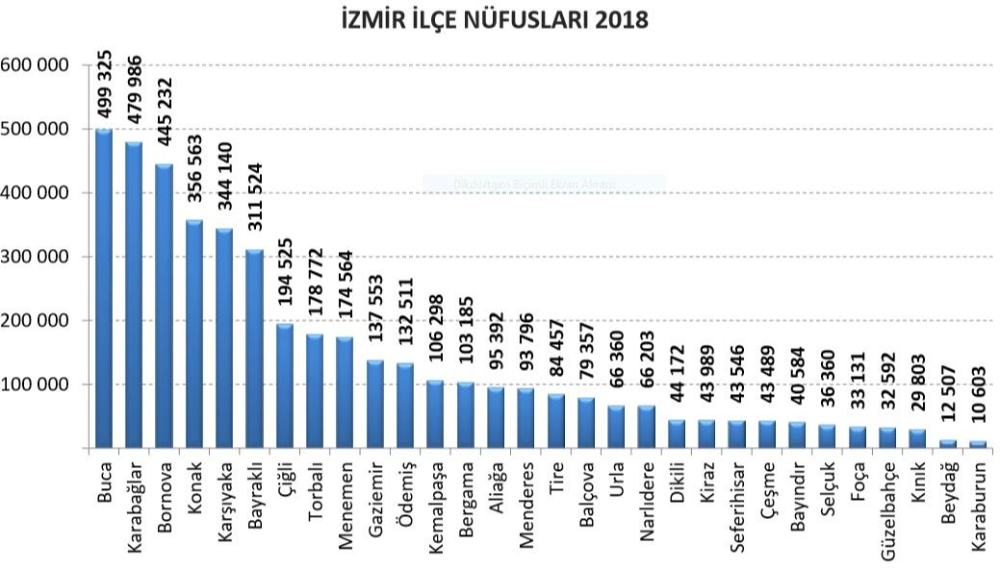 İZMİR İLÇE NÜFUSLARI 2018
600 000
500 000
400 000
300 000
200 000
100 000
499 325
479 986
445 232
356 563
344 140
311 524
194 525
178 772
174 564
137 553
132 511
106 298
103 185
95 392
93 796
84 457
79 357
66 360
66 203
44 172
43 989
43 546
43 489
40 584
36 360
33 131
32 592
29 803
12 507
10 603
Dikdörtgen Biçimli Ekran Alıntısı
Buca
Karabağlar
Bornova
Konak
Karşıyaka
Bayraklı
Çiğli
Torbalı
Menemen
Gaziemir
Ödemiş
Kemalpaşa
Bergama
Aliağa
Menderes
Tire
Balçova
Urla
Narlıdere
Dikili
Kiraz
Seferihisar
Çeşme
Bayındır
Selçuk
Foça
Güzelbahçe
Kınık
Beydağ
Karaburun